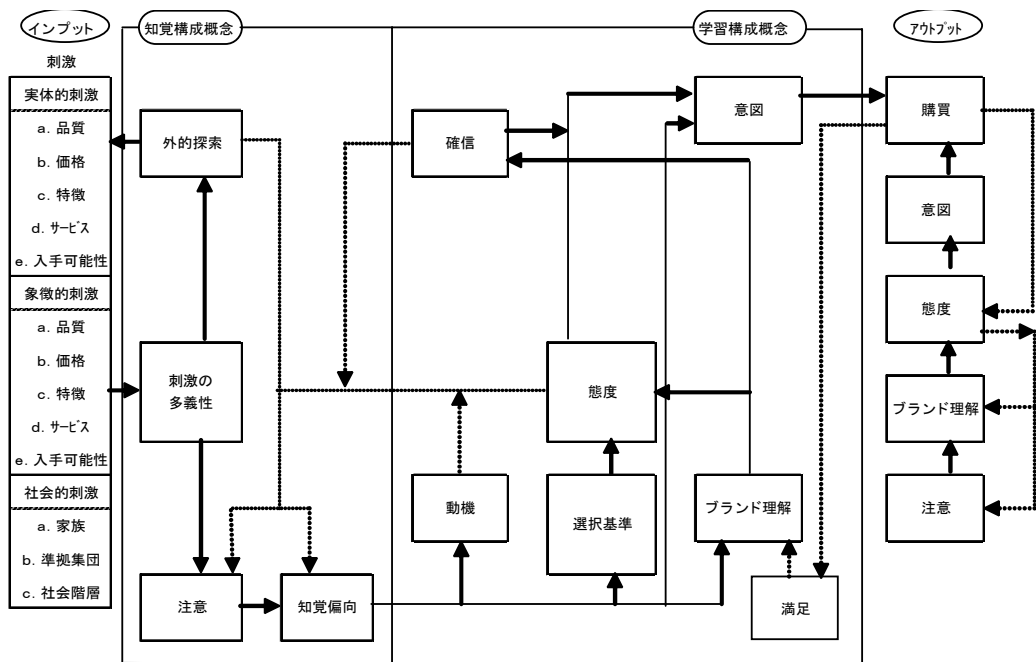 インプット
知覚構成概念
学習構成概念
アウトプット
刺激
実体的刺激
a. 品質
b. 価格
c. 特徴
d. サービス
e. 入手可能性
象徴的刺激
a. 品質
b. 価格
c. 特徴
d. サービス
e. 入手可能性
社会的刺激
a. 家族
b. 準拠集団
c. 社会階層
外的探索
刺激の
多義性
注意
知覚偏向
確信
意図
態度
動機
選択基準
ブランド理解
満足
購買
意図
態度
ブランド理解
注意